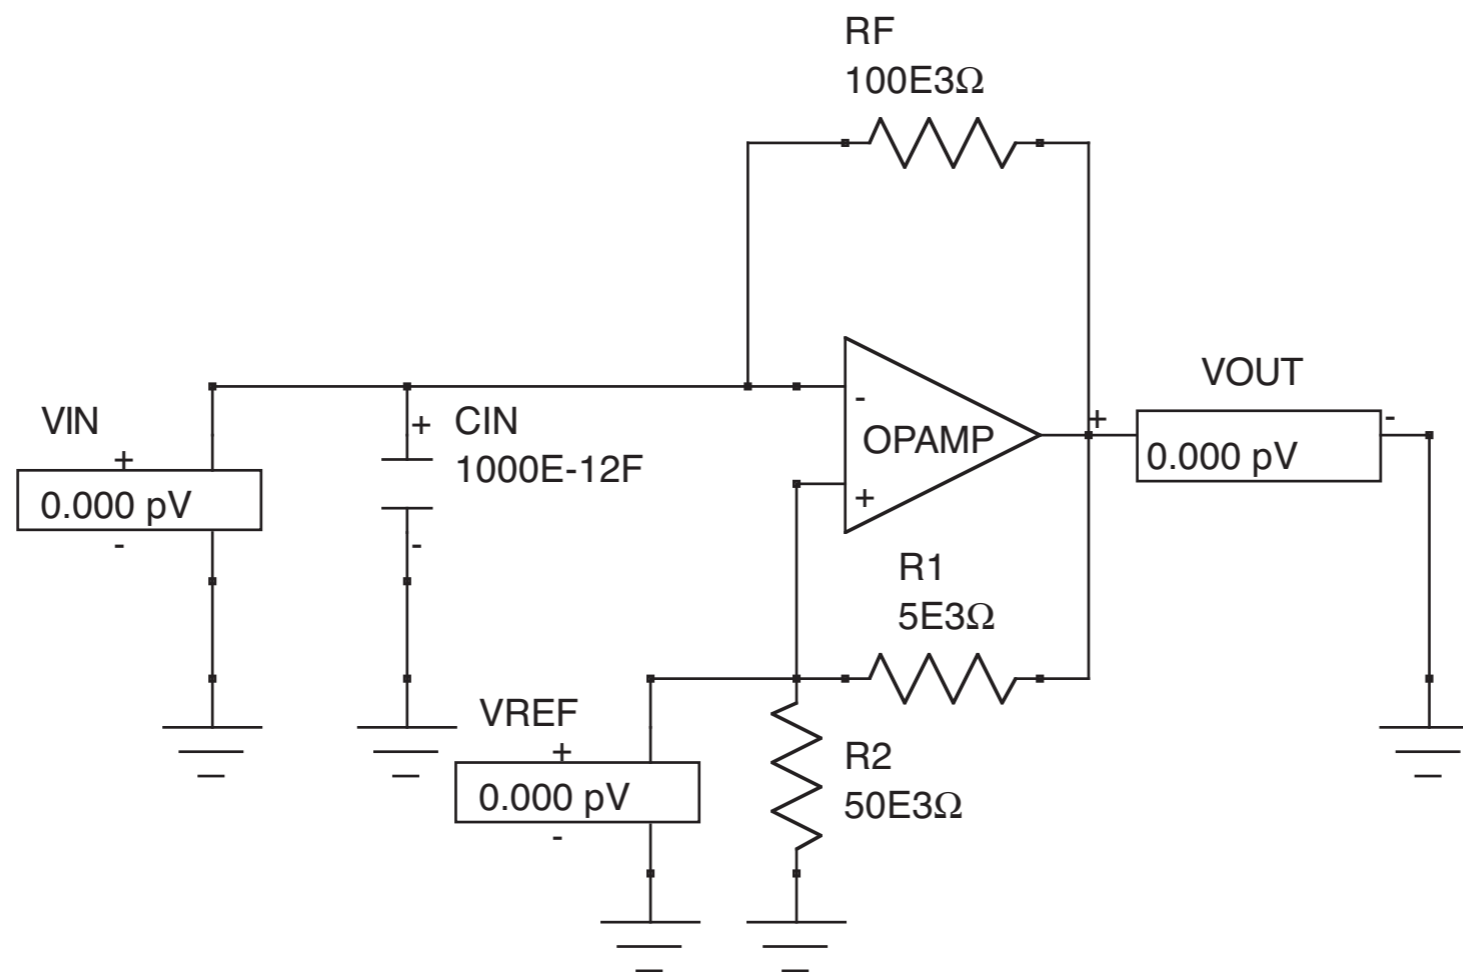 RF
100E3Ω
VOUT
+
-
0.000 pV
VIN
+
0.000 pV
-
+
CIN
1000E-12F
-
-
OPAMP
+
R1
5E3Ω
VREF
+
0.000 pV
-
R2
50E3Ω